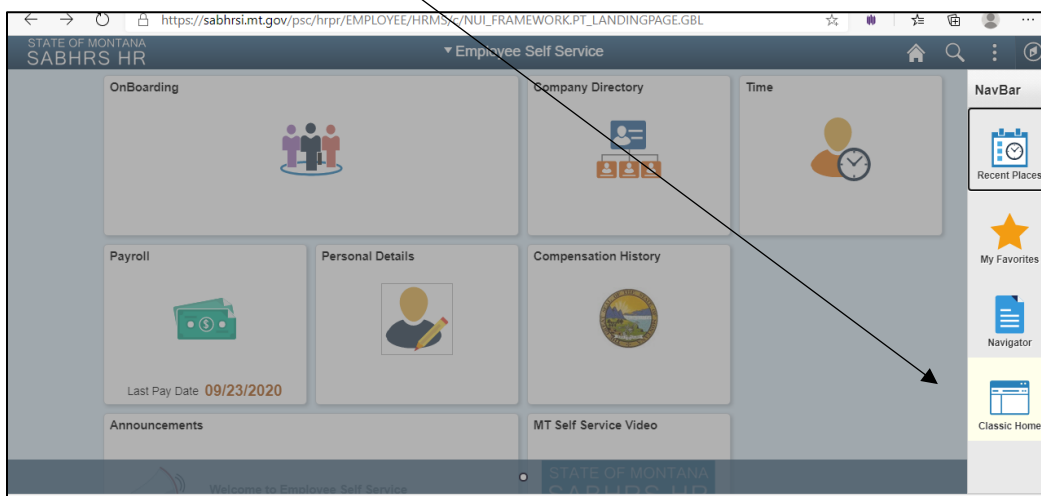 https://sabhrsi.mt.gov/psc/hrpr/EMPLOYEE/HRMS/c/NUI_FRAMEWORK.PT_LANDINGPAGE.GBL
STATE OF MONTANA
SABHRS HR
Employee Self Service
OnBoarding
Company Directory
Time
NavBar
Recent Places
My Favorites
Navigator
Classic Home
Payroll
Last Pay Date 09/23/2020
Personal Details
Compensation History
Announcements
Welcome to Employee Self Service
MT Self Service Video
STATE OF MONTANA
SABHRS HR